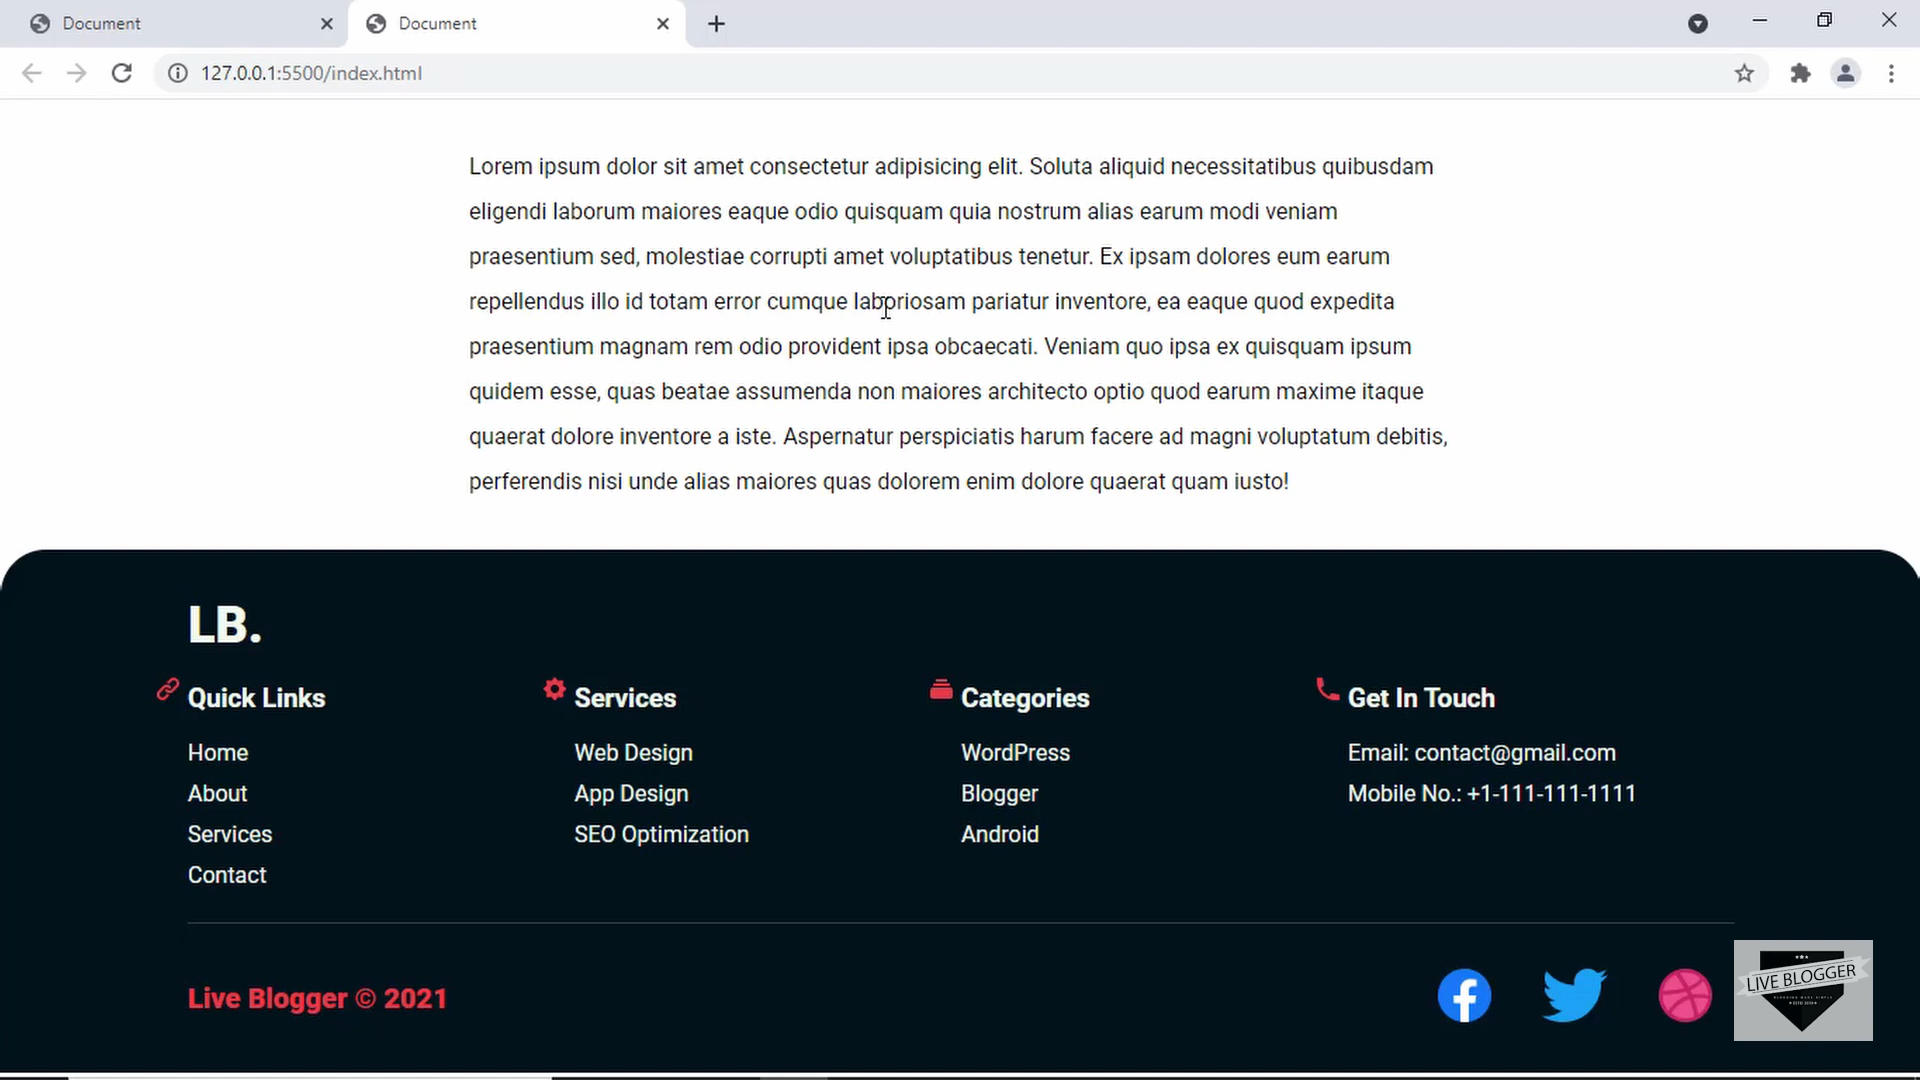 Document
Document
127.0.0.1:5500/index.html
Lorem ipsum dolor sit amet consectetur adipisicing elit. Soluta aliquid necessitatibus quibusdam
eligendi laborum maiores eaque odio quisquam quia nostrum alias earum modi veniam
praesentium sed, molestiae corrupti amet voluptatibus tenetur. Ex ipsam dolores eum earum
repellendus illo id totam error cumque laboriosam pariatur inventore, ea eaque quod expedita
praesentium magnam rem odio provident ipsa obcaecati. Veniam quo ipsa ex quisquam ipsum
quidem esse, quas beatae assumenda non maiores architecto optio quod earum maxime itaque
quaerat dolore inventore a iste. Aspernatur perspiciatis harum facere ad magni voluptatum debitis,
perferendis nisi unde alias maiores quas dolorem enim dolore quaerat quam iusto!
LB.
Quick Links
Home
About
Services
Contact
Services
Web Design
App Design
SEO Optimization
Categories
WordPress
Blogger
Android
Get In Touch
Email: contact@gmail.com
Mobile No.: +1-111-111-1111
Live Blogger © 2021
LIVE BLOGGER